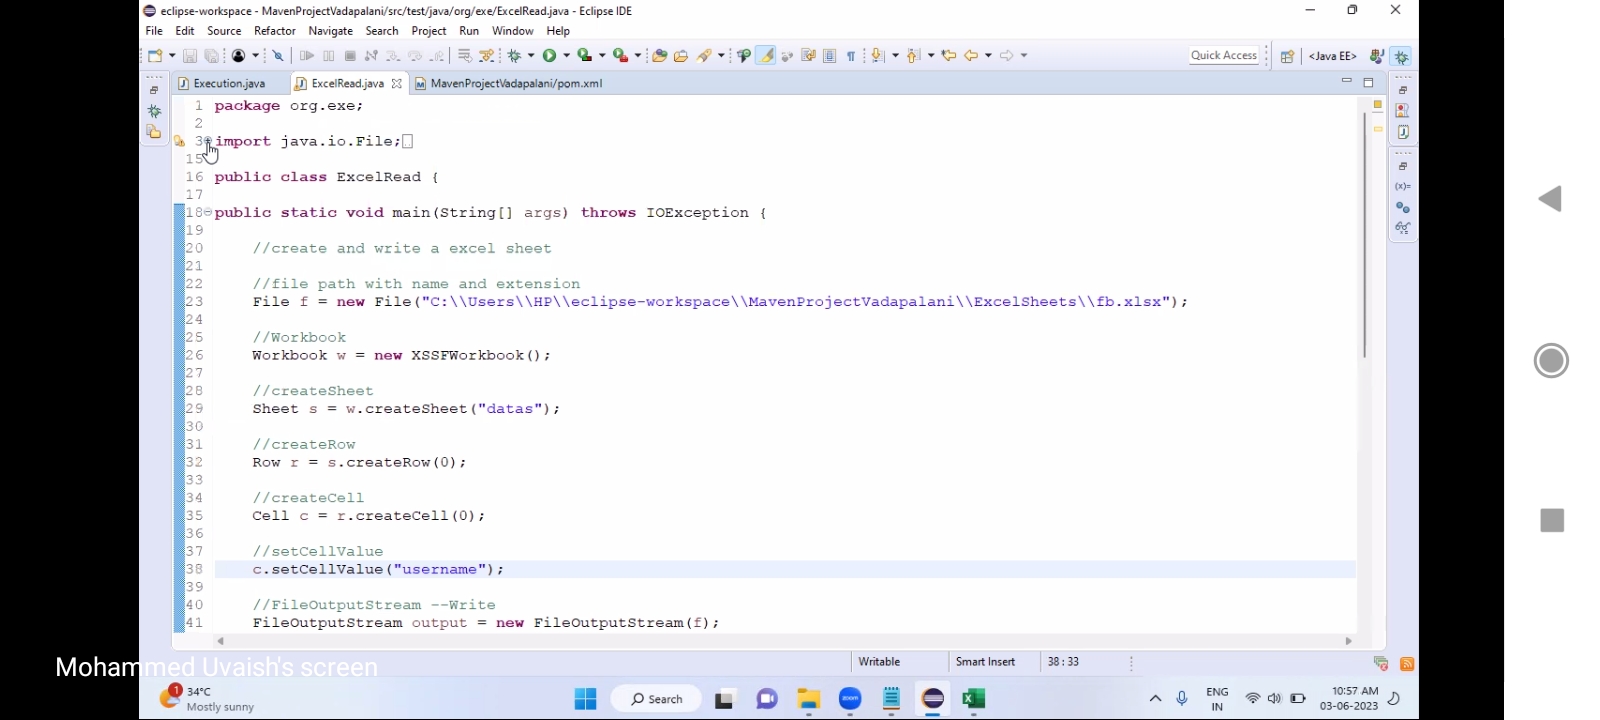 eclipse-workspace - MavenProjectVadapalani/src/test/java/org/exe/ExcelRead.java - Eclipse IDE
File Edit Source Refactor Navigate Search Project Run Window Help
Quick Access <Java EE>
Execution.java ExcelRead.java MavenProjectVadapalani/pom.xml
1 package org.exe;
2
3 import java.io.File;
15
16 public class ExcelRead {
17
18 public static void main(String[] args) throws IOException {
19
20 //create and write a excel sheet
21
22 //file path with name and extension
23 File f = new File("C:\\Users\\HP\\eclipse-workspace\\MavenProjectVadapalani\\ExcelSheets\\fb.xlsx");
24
25 //Workbook
26 Workbook w = new XSSFWorkbook();
27
28 //createSheet
29 Sheet s = w.createSheet("datas");
30
31 //createRow
32 Row r = s.createRow(0);
33
34 //createCell
35 Cell c = r.createCell(0);
36
37 //setCellValue
38 c.setCellValue("username");
39
40 //FileOutputStream --Write
41 FileOutputStream output = new FileOutputStream(f);
Writable Smart Insert 38 : 33
Mohammed Uvaish's screen
1 34°C
Mostly sunny
Search
zoom
ENG
IN
10:57 AM
03-06-2023